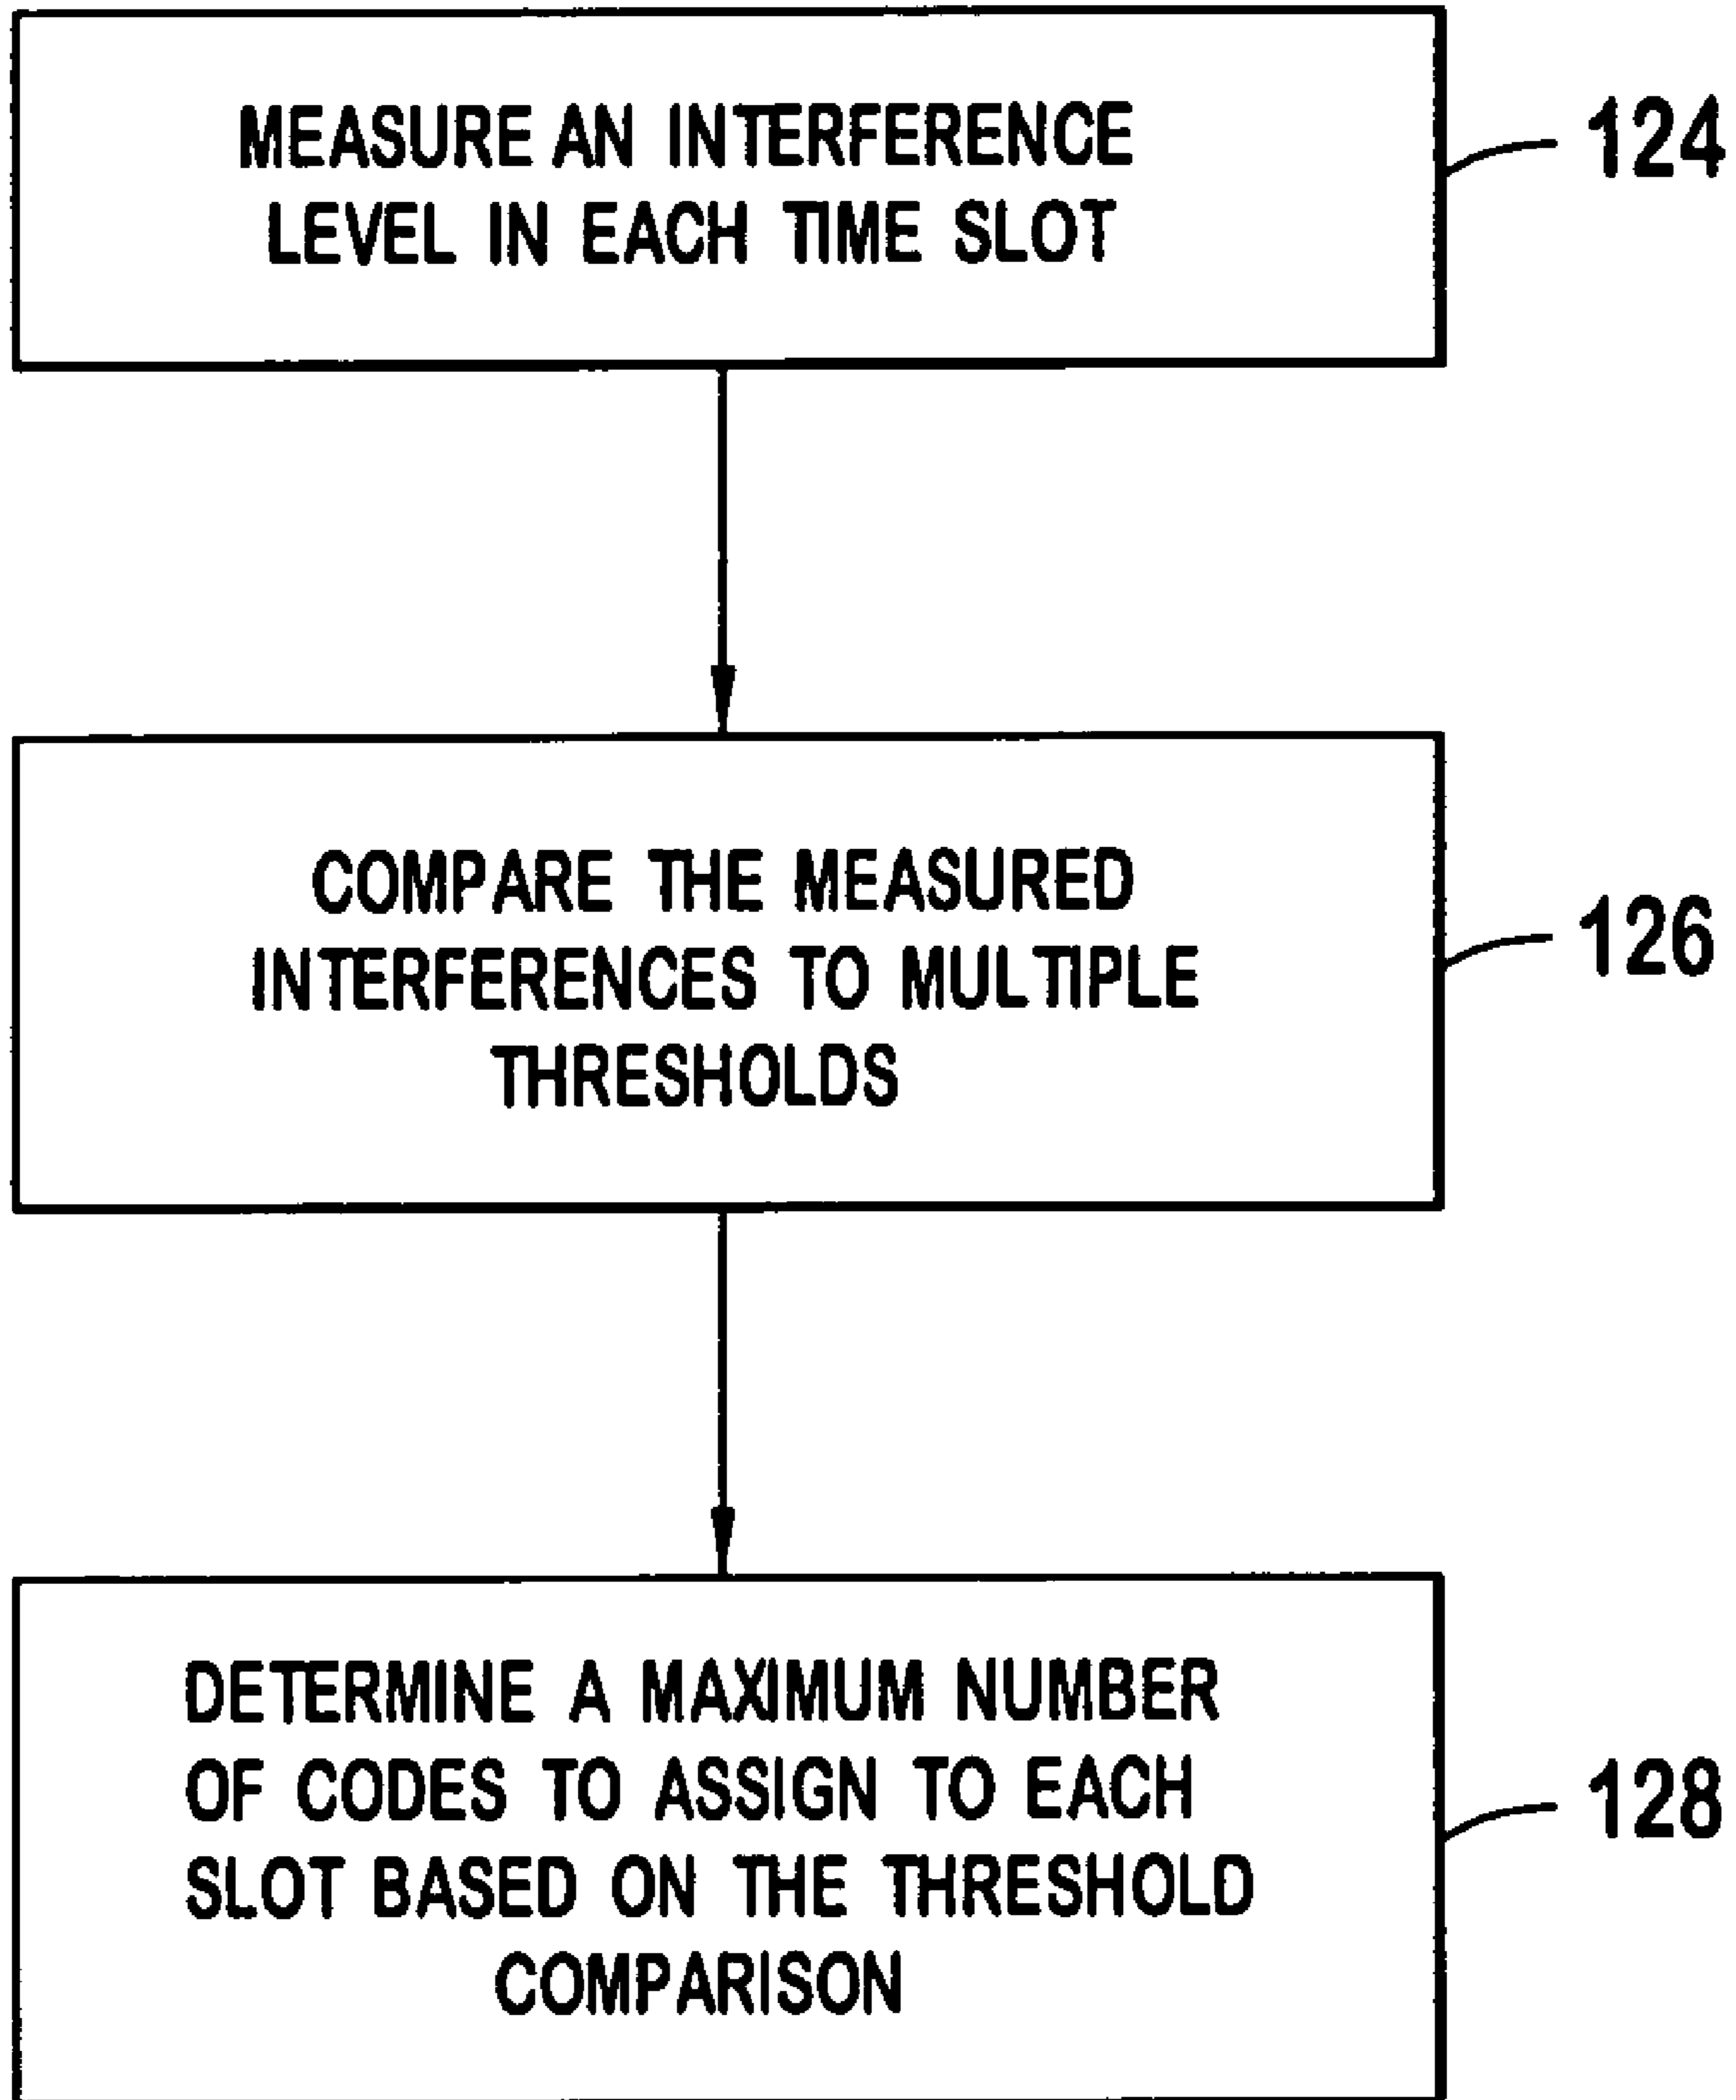 MEASURE AN INTERFERENCE
LEVEL IN EACH TIME SLOT
124
COMPARE THE MEASURED
INTERFERENCES TO MULTIPLE
THRESHOLDS
126
DETERMINE A MAXIMUM NUMBER
OF CODES TO ASSIGN TO EACH
SLOT BASED ON THE THRESHOLD
COMPARISON
128